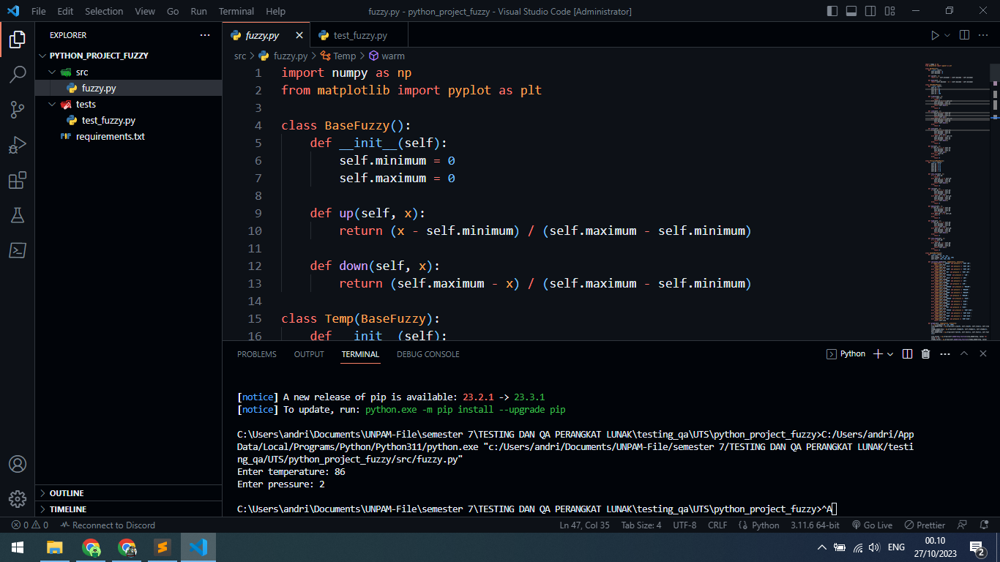 File Edit Selection View Go Run Terminal Help
fuzzy.py - python_project_fuzzy - Visual Studio Code [Administrator]
EXPLORER
PYTHON_PROJECT_FUZZY
src
fuzzy.py
tests
test_fuzzy.py
requirements.txt
OUTLINE
TIMELINE
fuzzy.py
test_fuzzy.py
src > fuzzy.py > Temp > warm
1 import numpy as np
2 from matplotlib import pyplot as plt
3
4 class BaseFuzzy():
5 def __init__(self):
6 self.minimum = 0
7 self.maximum = 0
8
9 def up(self, x):
10 return (x - self.minimum) / (self.maximum - self.minimum)
11
12 def down(self, x):
13 return (self.maximum - x) / (self.maximum - self.minimum)
14
15 class Temp(BaseFuzzy):
16 def __init__(self):
PROBLEMS OUTPUT TERMINAL DEBUG CONSOLE
Python
[notice] A new release of pip is available: 23.2.1 -> 23.3.1
[notice] To update, run: python.exe -m pip install --upgrade pip
C:\Users\andri\Documents\UNPAM-File\semester 7\TESTING DAN QA PERANGKAT LUNAK\testing_qa\UTS\python_project_fuzzy>C:/Users/andri/App
Data/Local/Programs/Python/Python311/python.exe "c:/Users/andri/Documents/UNPAM-File/semester 7/TESTING DAN QA PERANGKAT LUNAK/testi
ng_qa/UTS/python_project_fuzzy/src/fuzzy.py"
Enter temperature: 86
Enter pressure: 2
C:\Users\andri\Documents\UNPAM-File\semester 7\TESTING DAN QA PERANGKAT LUNAK\testing_qa\UTS\python_project_fuzzy>^A
0 0 Reconnect to Discord
Ln 47, Col 35 Tab Size: 4 UTF-8 CRLF Python 3.11.6 64-bit Go Live Prettier
ENG
00.10
27/10/2023
2